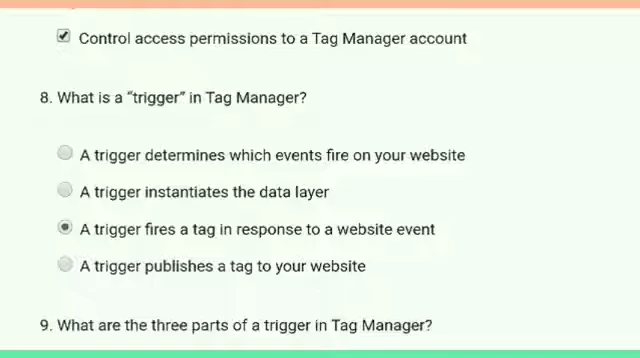 Control access permissions to a Tag Manager account
8. What is a “trigger” in Tag Manager?
A trigger determines which events fire on your website
A trigger instantiates the data layer
A trigger fires a tag in response to a website event
A trigger publishes a tag to your website
9. What are the three parts of a trigger in Tag Manager?